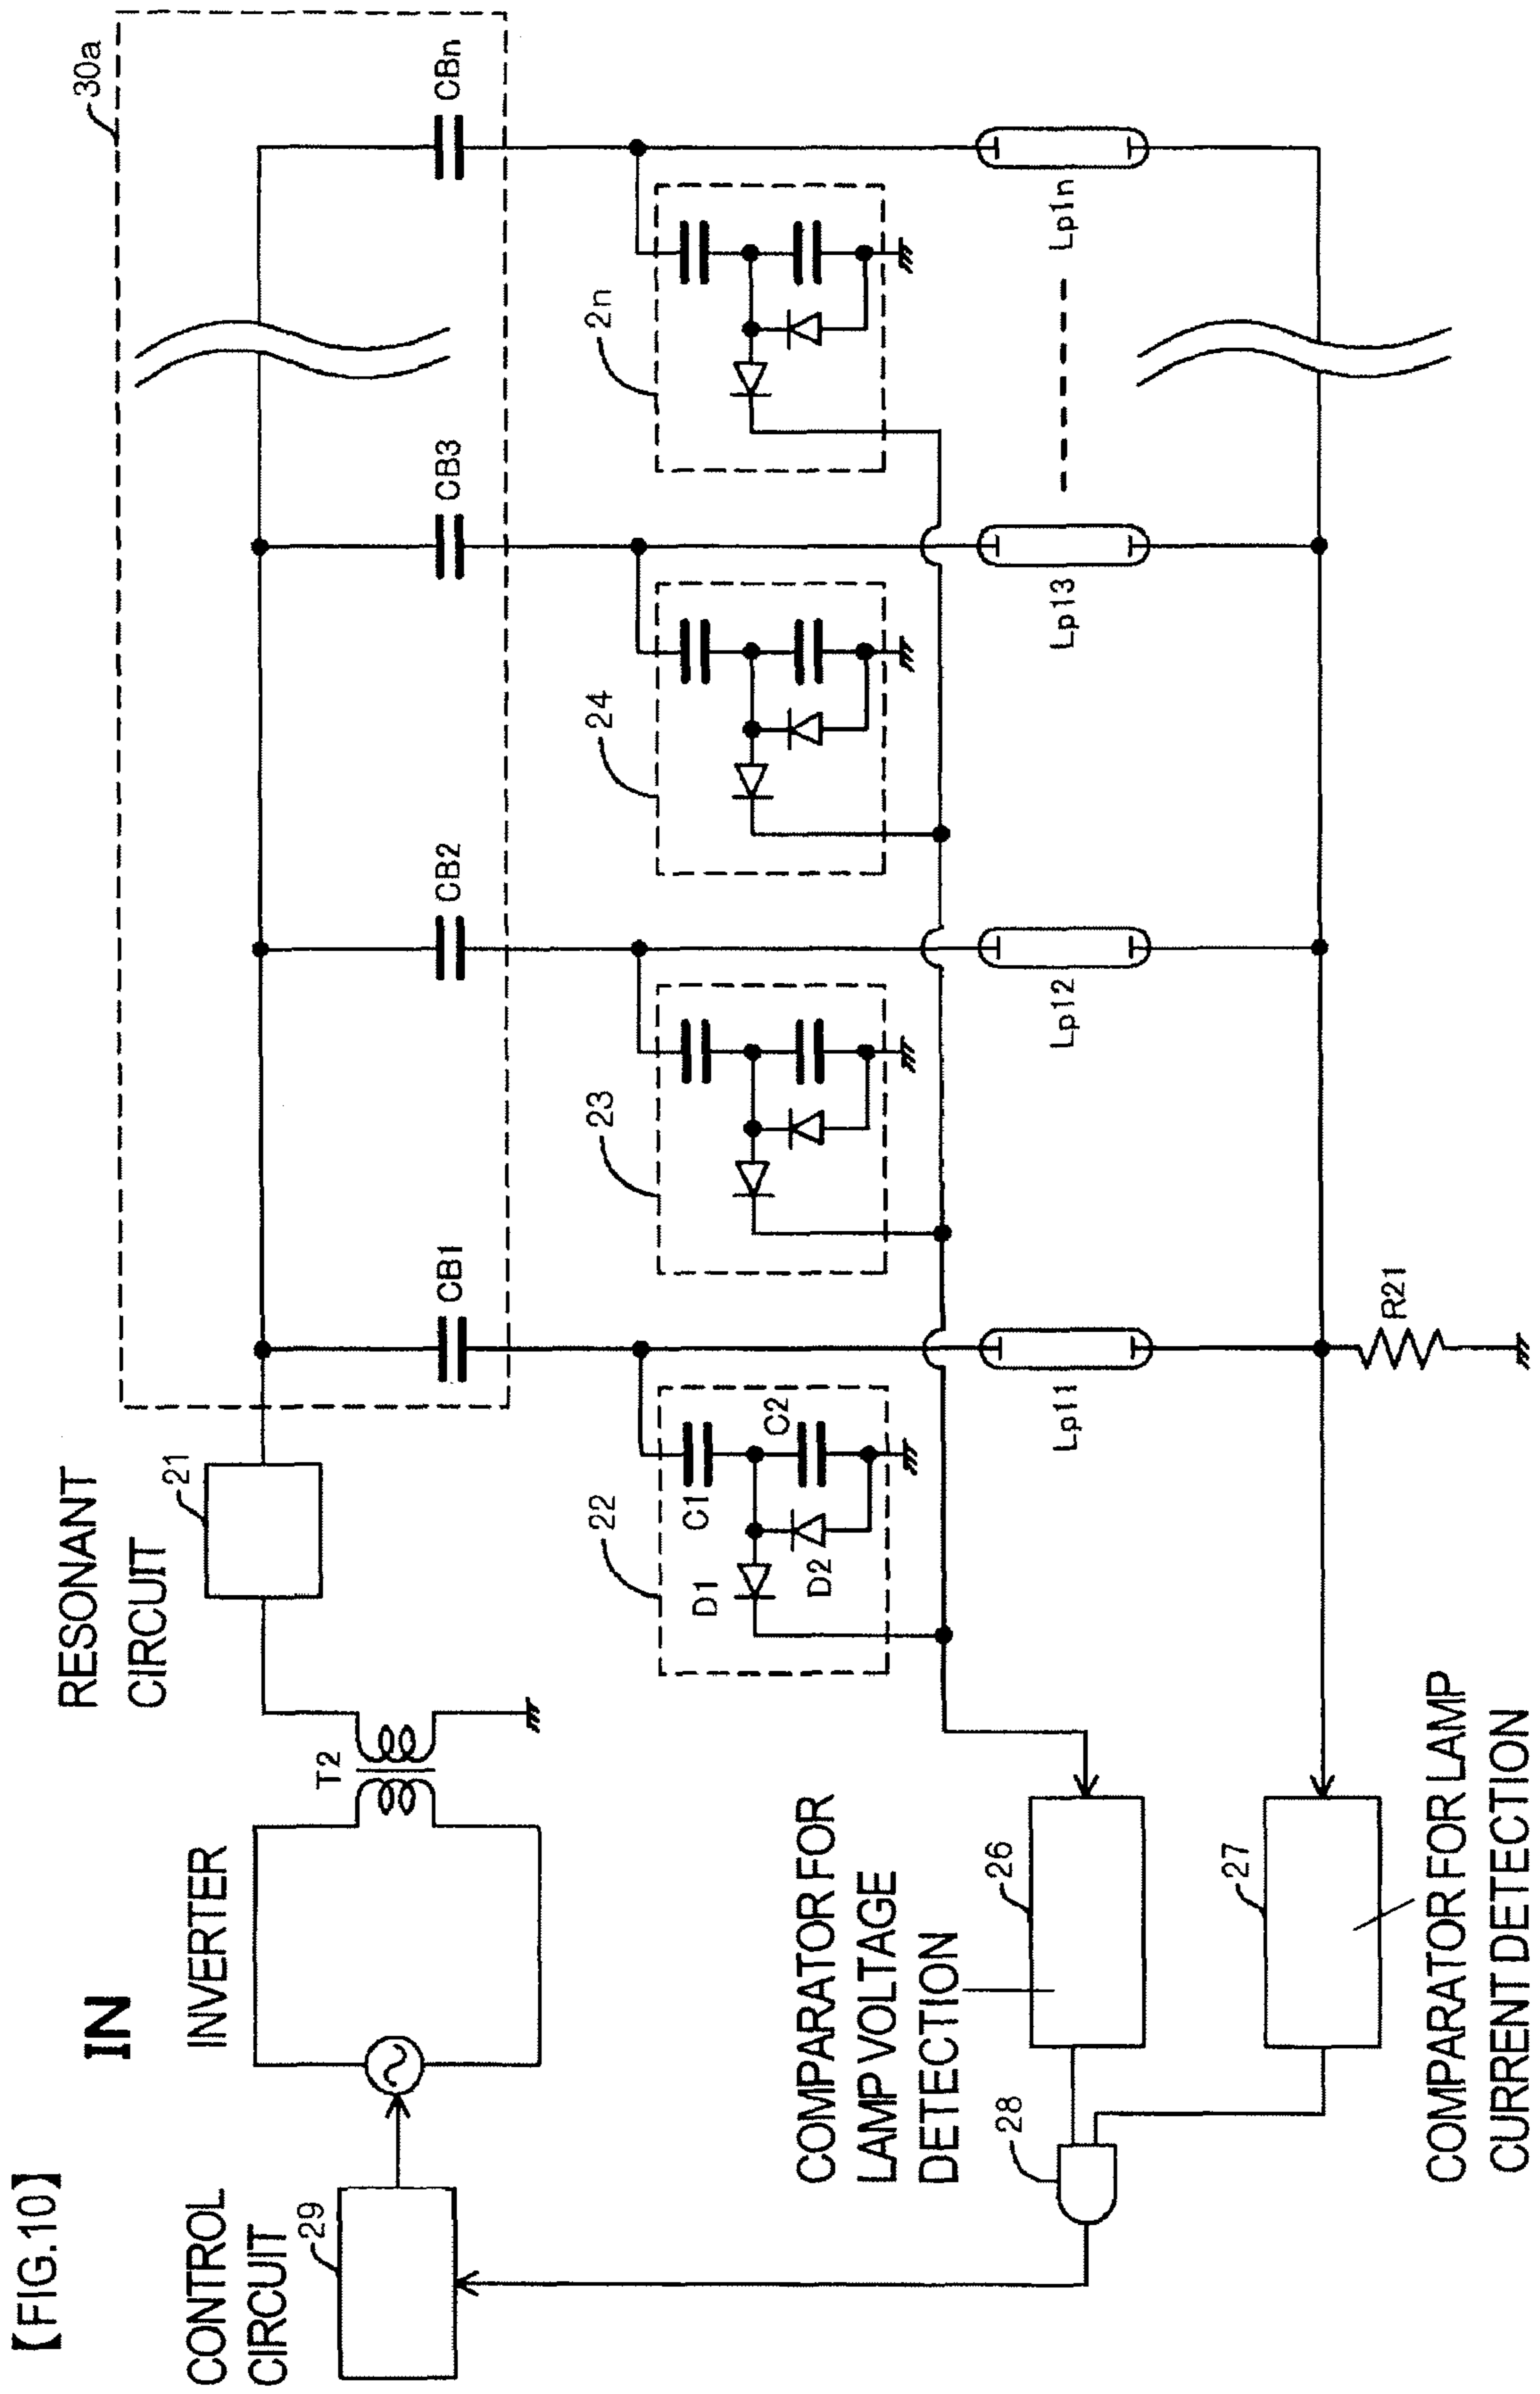 [FIG.10]
IN
CONTROL
CIRCUIT
29
INVERTER
T2
RESONANT
CIRCUIT
21
30a
CB1
CB2
CB3
CBn
22
C1
C2
D1
D2
23
24
2n
Lp11
Lp12
Lp13
Lp1n
R21
COMPARATOR FOR
LAMP VOLTAGE
DETECTION
26
27
28
COMPARATOR FOR LAMP
CURRENT DETECTION